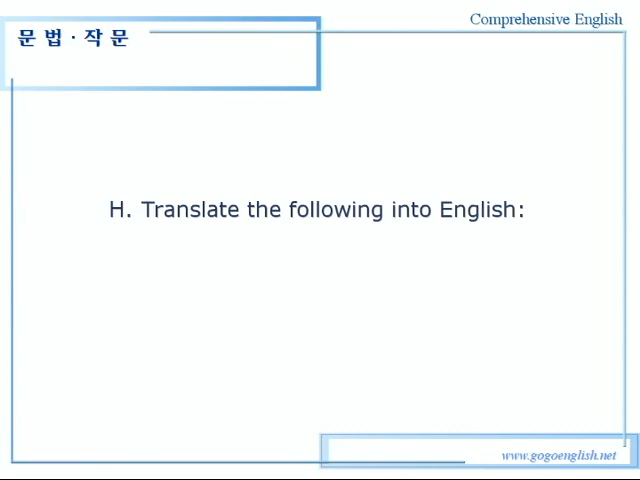 Comprehensive English
문 법 · 작 문
H. Translate the following into English:
www.gogoenglish.net